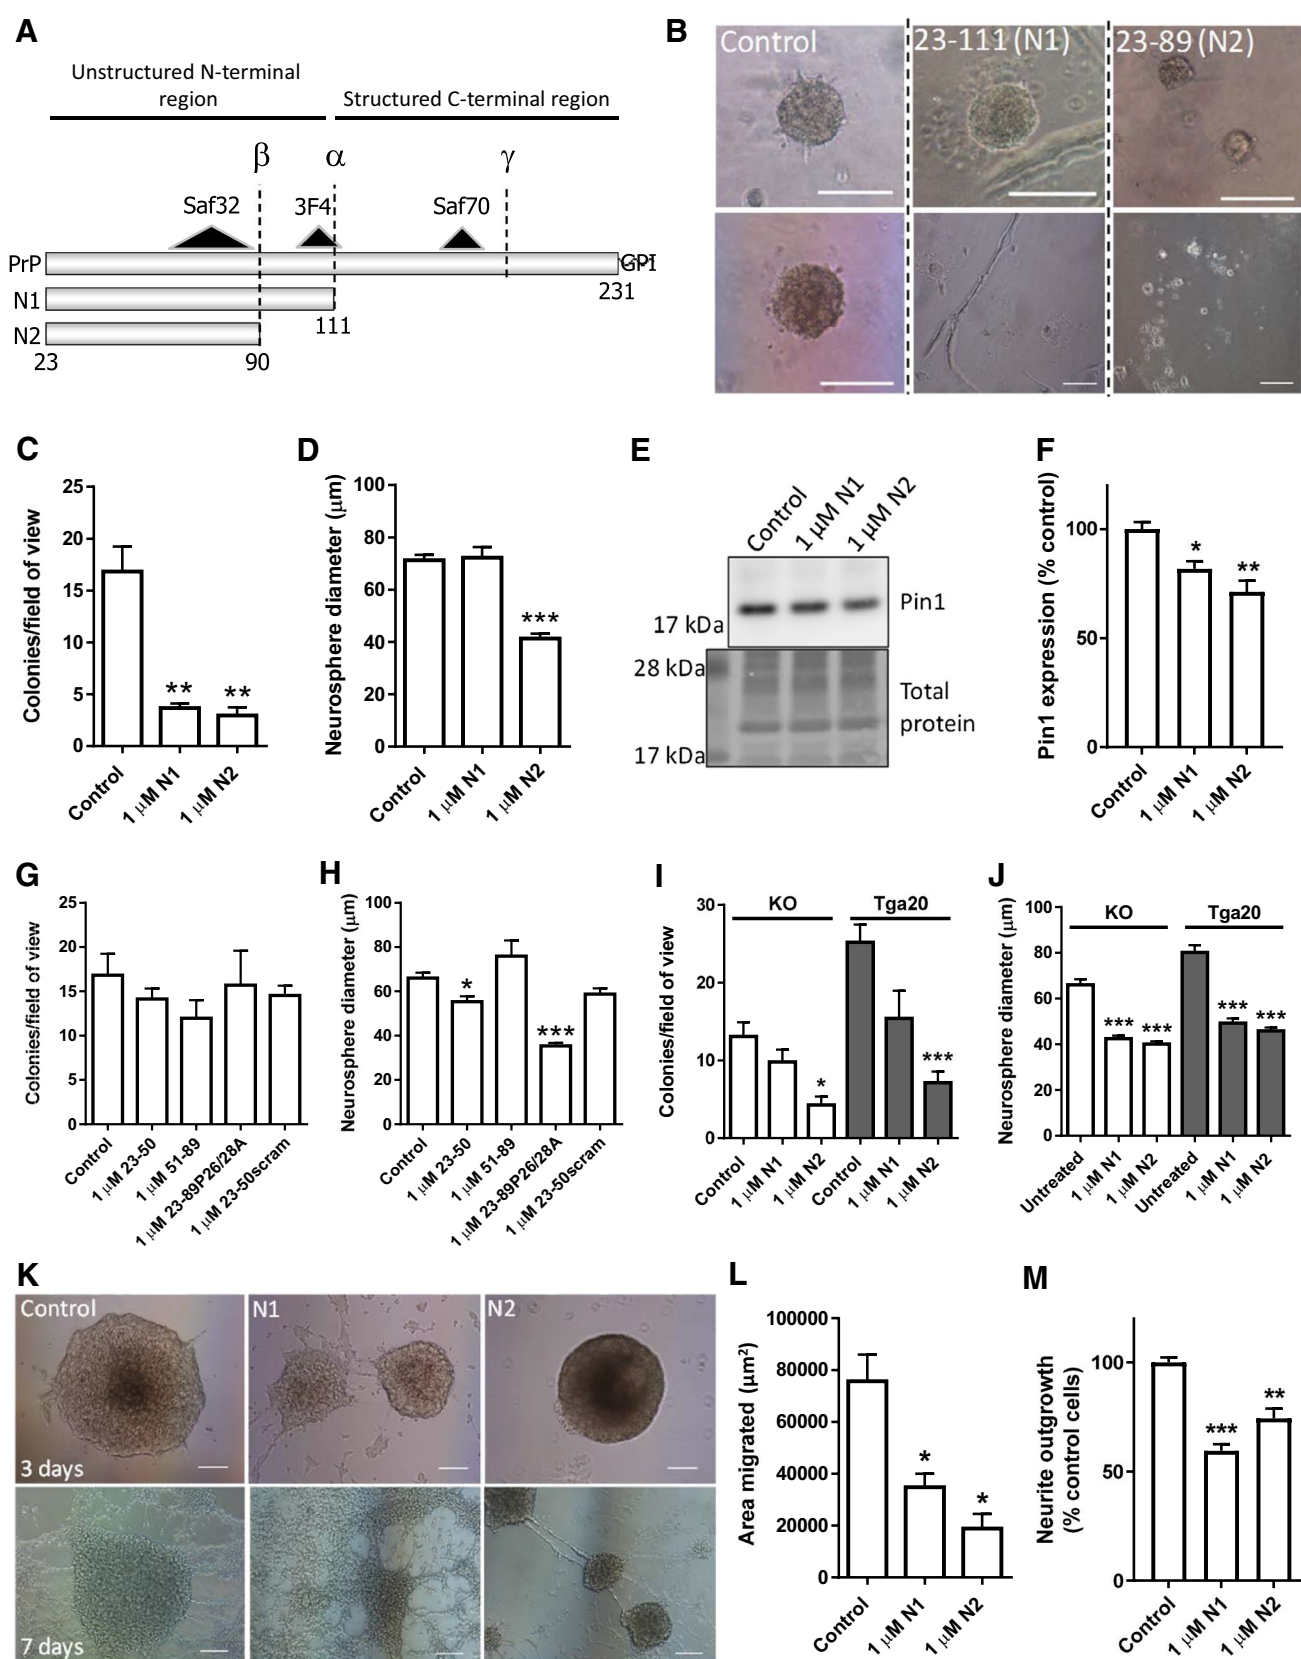 A
Unstructured N-terminal
region
Structured C-terminal region
β
α
γ
Saf32
3F4
Saf70
PrP
GPI
231
N1
111
N2
23
90
B
Control
23-111 (N1)
23-89 (N2)
C
Colonies/field of view
25
20
15
10
5
0
**
**
Control
1 μM N1
1 μM N2
D
Neurosphere diameter (μm)
100
80
60
40
20
0
***
Control
1 μM N1
1 μM N2
E
Control
1 μM N1
1 μM N2
Pin1
17 kDa
28 kDa
Total
protein
17 kDa
F
Pin1 expression (% control)
100
50
0
*
**
Control
1 μM N1
1 μM N2
G
Colonies/field of view
25
20
15
10
5
0
Control
1 μM 23-50
1 μM 51-89
1 μM 23-89P26/28A
1 μM 23-50scram
H
Neurosphere diameter (μm)
100
80
60
40
20
0
*
***
Control
1 μM 23-50
1 μM 51-89
1 μM 23-89P26/28A
1 μM 23-50scram
I
Colonies/field of view
30
20
10
0
KO
Tga20
*
***
Control
1 μM N1
1 μM N2
Control
1 μM N1
1 μM N2
J
Neurosphere diameter (μm)
100
80
60
40
20
0
KO
Tga20
***
***
***
***
Untreated
1 μM N1
1 μM N2
Untreated
1 μM N1
1 μM N2
K
Control
N1
N2
3 days
7 days
L
Area migrated (μm²)
100000
80000
60000
40000
20000
0
*
*
Control
1 μM N1
1 μM N2
M
Neurite outgrowth
(% control cells)
100
50
0
***
**
Control
1 μM N1
1 μM N2